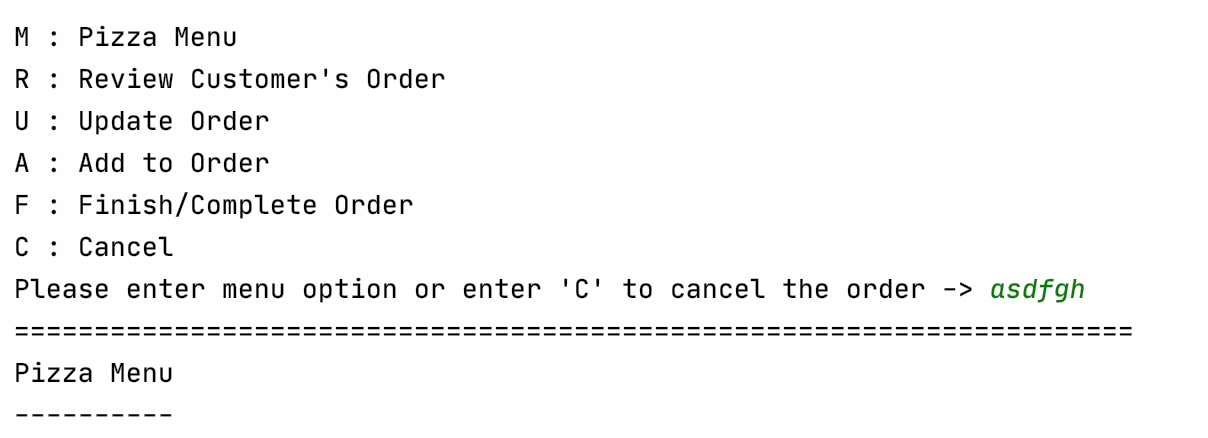 M : Pizza Menu
R : Review Customer's Order
U : Update Order
A : Add to Order
F : Finish/Complete Order
C : Cancel
Please enter menu option or enter 'C' to cancel the order -> asdfgh
======================================================================
Pizza Menu
----------